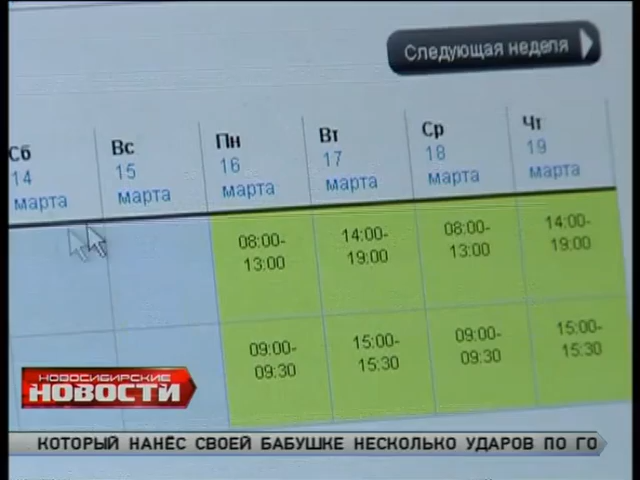 Следующая неделя
Сб Вс Пн Вт Ср Чт
14 15 16 17 18 19
марта марта марта марта марта марта
08:00- 14:00- 08:00- 14:00-
13:00 19:00 13:00 19:00
09:00- 15:00- 09:00- 15:00-
09:30 15:30 09:30 15:30
НОВОСИБИРСКИЕ
НОВОСТИ
КОТОРЫЙ НАНЁС СВОЕЙ БАБУШКЕ НЕСКОЛЬКО УДАРОВ ПО ГО